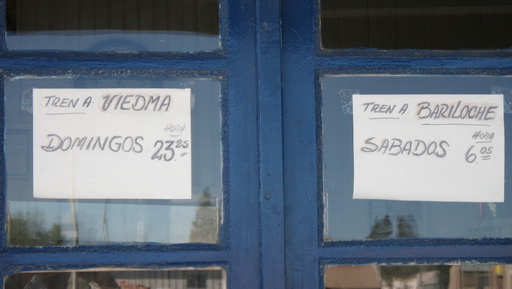 TREN A VIEDMA
HORA
DOMINGOS 23.25
TREN A BARILOCHE
HORA
SABADOS 6.05